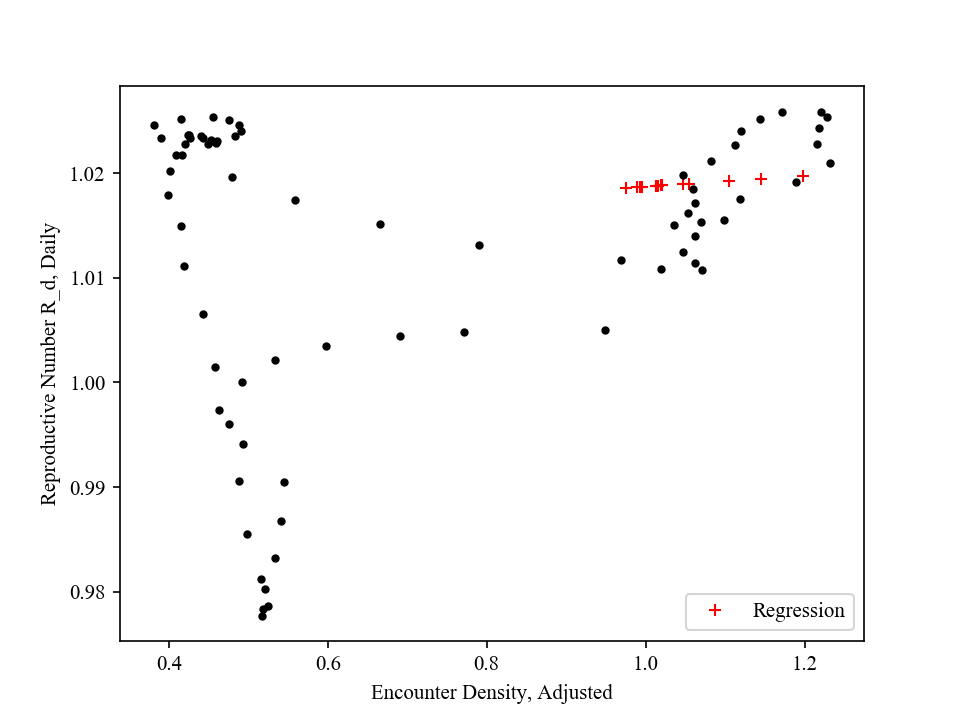 Reproductive Number R_d, Daily
1.02
1.01
1.00
0.99
0.98
Regression
0.4 0.6 0.8 1.0 1.2
Encounter Density, Adjusted